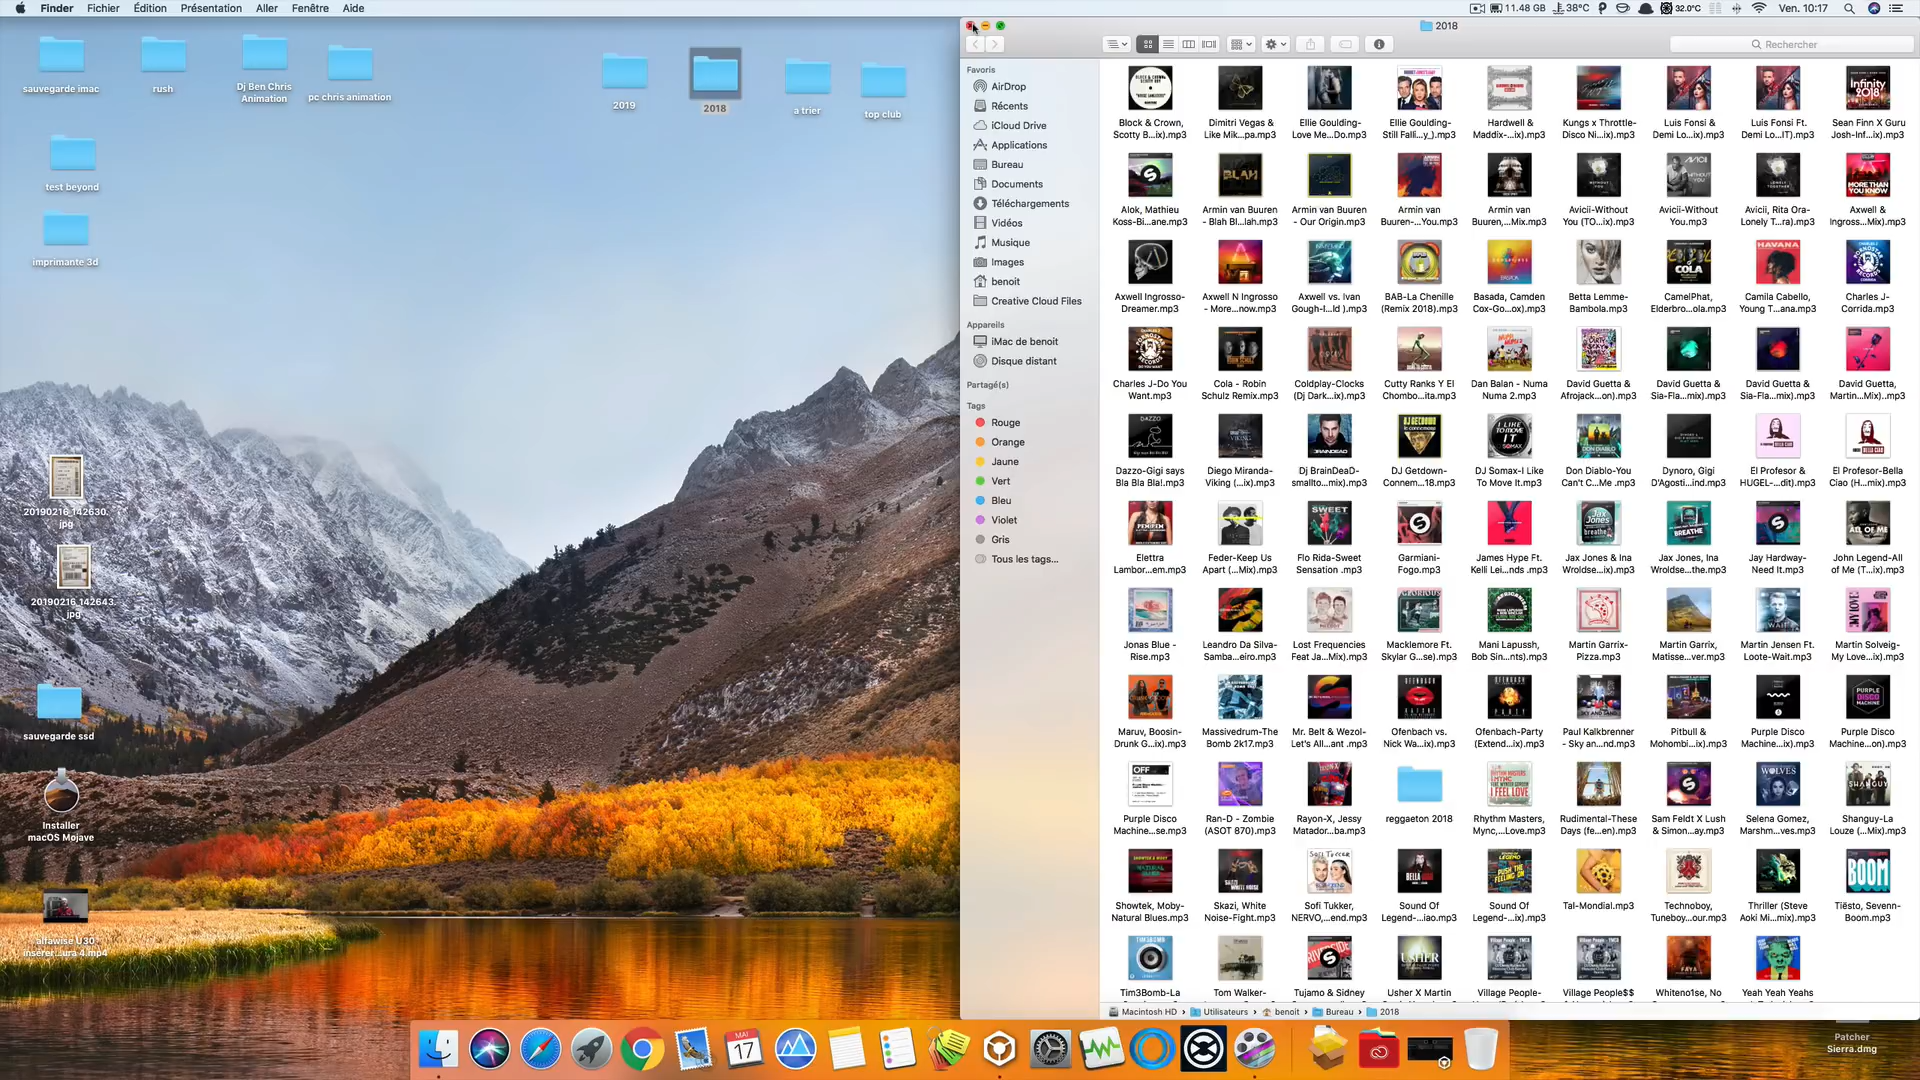 Finder Fichier Édition Présentation Aller Fenêtre Aide
11.48 GB 38°C 32.0°C Ven. 10:17
sauvegarde imac
rush
Dj Ben Chris
Animation
pc chris animation
2019
2018
a trier
top club
test beyond
imprimante 3d
20190216_142630.
jpg
20190216_142643.
jpg
sauvegarde ssd
Installer
macOS Mojave
alfawise U30
inserer...ura 4.mp4
2018
Rechercher
Favoris
AirDrop
Récents
iCloud Drive
Applications
Bureau
Documents
Téléchargements
Vidéos
Musique
Images
benoit
Creative Cloud Files
Appareils
iMac de benoit
Disque distant
Partagé(s)
Tags
Rouge
Orange
Jaune
Vert
Bleu
Violet
Gris
Tous les tags...
Block & Crown, Dimitri Vegas & Ellie Goulding- Ellie Goulding- Hardwell & Kungs x Throttle- Luis Fonsi & Luis Fonsi Ft. Sean Finn X Guru
Scotty B...ix).mp3 Like Mik...pa.mp3 Love Me...Do.mp3 Still Falli...y_).mp3 Maddix-...ix).mp3 Disco Ni...ix).mp3 Demi Lo...ix).mp3 Demi Lo...IT).mp3 Josh-Inf...ix).mp3
Alok, Mathieu Armin van Buuren Armin van Buuren Armin van Armin van Avicii-Without Avicii-Without Avicii, Rita Ora- Axwell &
Koss-Bi...ane.mp3 - Blah Bl...lah.mp3 - Our Origin.mp3 Buuren-...You.mp3 Buuren,...Mix.mp3 You (TO...ix).mp3 You.mp3 Lonely T...ra).mp3 Ingross...Mix).mp3
Axwell Ingrosso- Axwell N Ingrosso Axwell vs. Ivan BAB-La Chenille Basada, Camden Betta Lemme- CamelPhat, Camila Cabello, Charles J-
Dreamer.mp3 - More...now.mp3 Gough-I...ld ).mp3 (Remix 2018).mp3 Cox-Go...ox).mp3 Bambola.mp3 Elderbro...ola.mp3 Young T...ana.mp3 Corrida.mp3
Charles J-Do You Cola - Robin Coldplay-Clocks Cutty Ranks Y El Dan Balan - Numa David Guetta & David Guetta & David Guetta & David Guetta,
Want.mp3 Schulz Remix.mp3 (Dj Dark...ix).mp3 Chombo...ita.mp3 Numa 2.mp3 Afrojack...on).mp3 Sia-Fla...ix).mp3 Sia-Fla...ix).mp3 Martin...Mix)..mp3
Dazzo-Gigi says Diego Miranda- Dj BrainDeaD- DJ Getdown- DJ Somax-I Like Don Diablo-You Dynoro, Gigi El Profesor & El Profesor-Bella
Bla Bla Bla!.mp3 Viking (...ix).mp3 smallto...mix).mp3 Connem...18.mp3 To Move It.mp3 Can't C...Me .mp3 D'Agosti...ind.mp3 HUGEL-...dit).mp3 Ciao (H...mix).mp3
Elettra Feder-Keep Us Flo Rida-Sweet Garmiani- James Hype Ft. Jax Jones & Ina Jax Jones, Ina Jay Hardway- John Legend-All
Lambor...em.mp3 Apart (...Mix).mp3 Sensation .mp3 Fogo.mp3 Kelli Lei...nds .mp3 Wroldse...ix).mp3 Wroldse...the.mp3 Need It.mp3 of Me (T...ix).mp3
Jonas Blue - Leandro Da Silva- Lost Frequencies Macklemore Ft. Mani Lapussh, Martin Garrix- Martin Garrix, Martin Jensen Ft. Martin Solveig-
Rise.mp3 Samba...eiro.mp3 Feat Ja...Mix).mp3 Skylar G...se).mp3 Bob Sin...nts).mp3 Pizza.mp3 Matisse...ver.mp3 Loote-Wait.mp3 My Love...ix).mp3
Maruv, Boosin- Massivedrum-The Mr. Belt & Wezol- Ofenbach vs. Ofenbach-Party Paul Kalkbrenner Pitbull & Purple Disco Purple Disco
Drunk G...ix).mp3 Bomb 2k17.mp3 Let's All...ant .mp3 Nick Wa...ix).mp3 (Extend...ix).mp3 - Sky an...nd.mp3 Mohombi...ix).mp3 Machine...ix).mp3 Machine...on).mp3
Purple Disco Ran-D - Zombie Rayon-X, Jessy reggaeton 2018 Rhythm Masters, Rudimental-These Sam Feldt X Lush Selena Gomez, Shanguy-La
Machine...se.mp3 (ASOT 870).mp3 Matador...ba.mp3 Mync,...Love.mp3 Days (fe...en).mp3 & Simon...ay.mp3 Marshm...ves.mp3 Louze (...Mix).mp3
Showtek, Moby- Skazi, White Sofi Tukker, Sound Of Sound Of Tal-Mondial.mp3 Technoboy, Thriller (Steve Tiësto, Sevenn-
Natural Blues.mp3 Noise-Fight.mp3 NERVO,...end.mp3 Legend-...iao.mp3 Legend-...ix).mp3 Tuneboy...our.mp3 Aoki Mi...mix).mp3 Boom.mp3
Tim3Bomb-La Tom Walker- Tujamo & Sidney Usher X Martin Village People- Village People$$ Whiteno1se, No Yeah Yeah Yeahs
Macintosh HD Utilisateurs benoit Bureau 2018
MAI
17
Patcher
Sierra.dmg